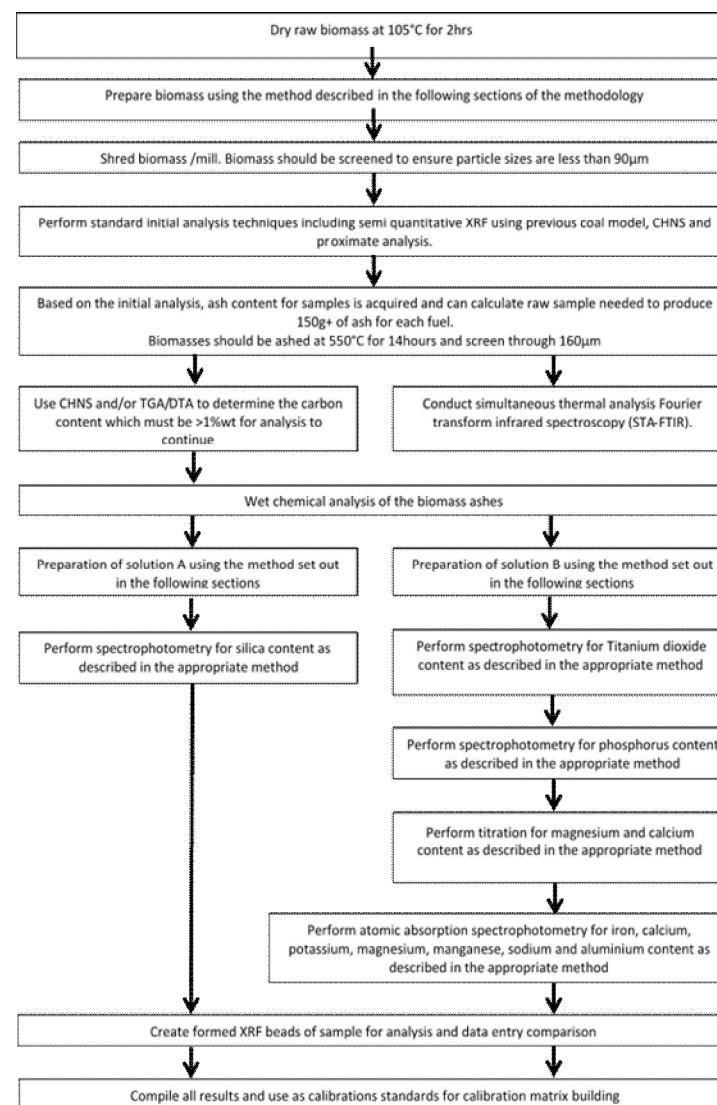 Dry raw biomass at 105°C for 2hrs
Prepare biomass using the method described in the following sections of the methodology
Shred biomass /mill. Biomass should be screened to ensure particle sizes are less than 90µm
Perform standard initial analysis techniques including semi quantitative XRF using previous coal model, CHNS and
proximate analysis.
Based on the initial analysis, ash content for samples is acquired and can calculate raw sample needed to produce
150g+ of ash for each fuel.
Biomasses should be ashed at 550°C for 14hours and screen through 160µm
Use CHNS and/or TGA/DTA to determine the carbon
content which must be >1%wt for analysis to
continue
Conduct simultaneous thermal analysis Fourier
transform infrared spectroscopy (STA-FTIR).
Wet chemical analysis of the biomass ashes
Preparation of solution A using the method set out
in the following sections
Preparation of solution B using the method set out
in the following sections
Perform spectrophotometry for silica content as
described in the appropriate method
Perform spectrophotometry for Titanium dioxide
content as described in the appropriate method
Perform spectrophotometry for phosphorus content
as described in the appropriate method
Perform titration for magnesium and calcium
content as described in the appropriate method
Perform atomic absorption spectrophotometry for iron, calcium,
potassium, magnesium, manganese, sodium and aluminium content as
described in the appropriate method
Create formed XRF beads of sample for analysis and data entry comparison
Compile all results and use as calibrations standards for calibration matrix building